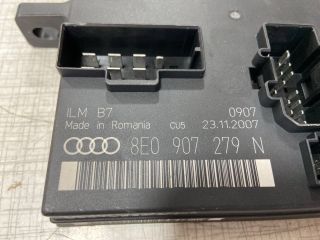 ILM B7 0907
Made in Romania CU5 23.11.2007
8E0 907 279 N